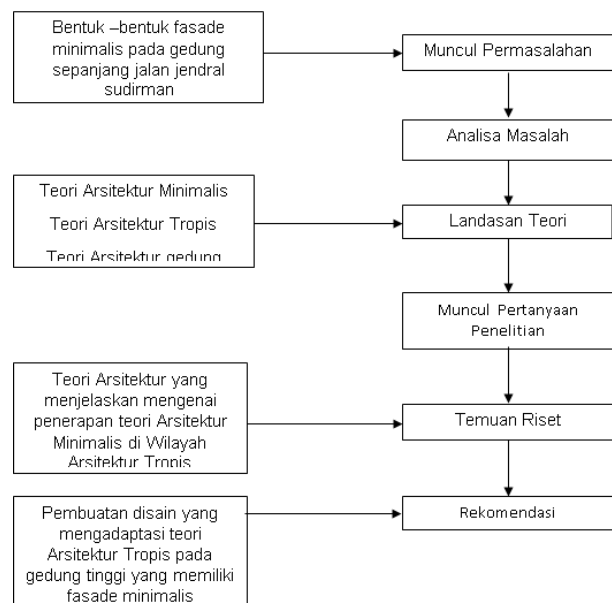 Bentuk –bentuk fasade
minimalis pada gedung
sepanjang jalan jendral
sudirman
Muncul Permasalahan
Analisa Masalah
Teori Arsitektur Minimalis
Teori Arsitektur Tropis
Teori Arsitektur gedung
Landasan Teori
Muncul Pertanyaan
Penelitian
Teori Arsitektur yang
menjelaskan mengenai
penerapan teori Arsitektur
Minimalis di Wilayah
Arsitektur Tropis
Temuan Riset
Pembuatan disain yang
mengadaptasi teori
Arsitektur Tropis pada
gedung tinggi yang memiliki
fasade minimalis
Rekomendasi